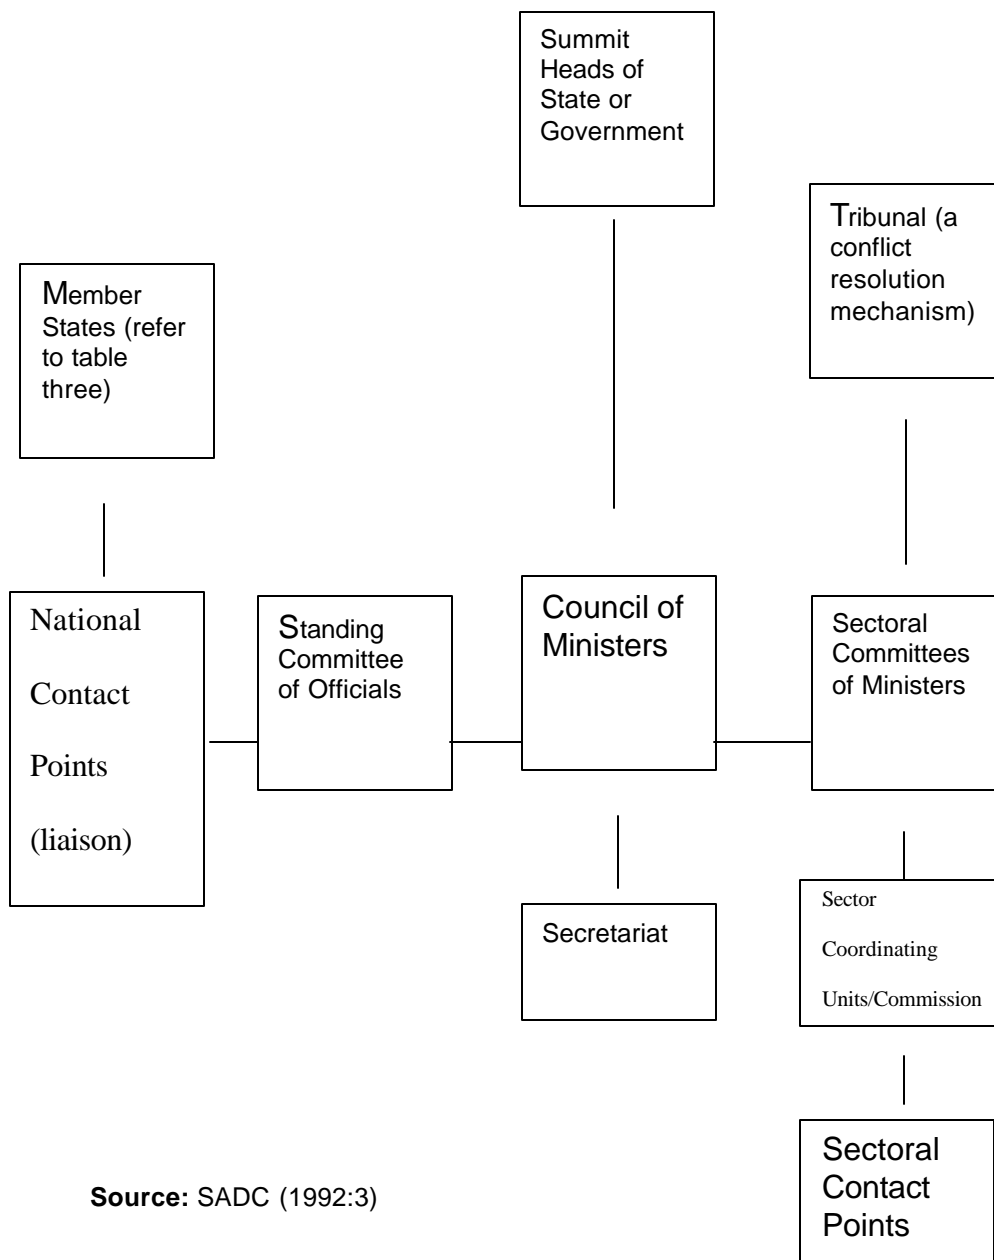 Summit
Heads of
State or
Government
Tribunal (a
conflict
resolution
mechanism)
Member
States (refer
to table
three)
National
Contact
Points
(liaison)
Standing
Committee
of Officials
Council of
Ministers
Sectoral
Committees
of Ministers
Secretariat
Sector
Coordinating
Units/Commission
Sectoral
Contact
Points
Source: SADC (1992:3)